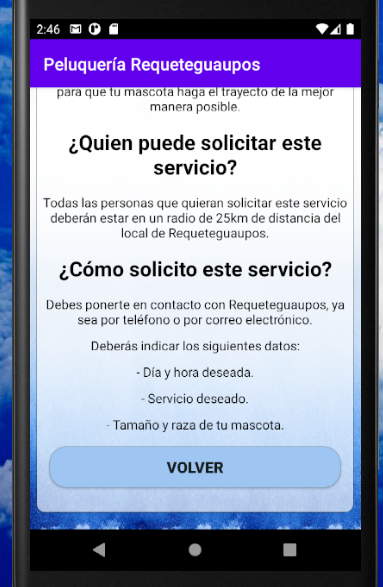 2:46
Peluquería Requeteguaupos
para que tu mascota haga el trayecto de la mejor
manera posible.
¿Quien puede solicitar este
servicio?
Todas las personas que quieran solicitar este servicio
deberán estar en un radio de 25km de distancia del
local de Requeteguaupos.
¿Cómo solicito este servicio?
Debes ponerte en contacto con Requeteguaupos, ya
sea por teléfono o por correo electrónico.
Deberás indicar los siguientes datos:
- Día y hora deseada.
- Servicio deseado.
- Tamaño y raza de tu mascota.
VOLVER